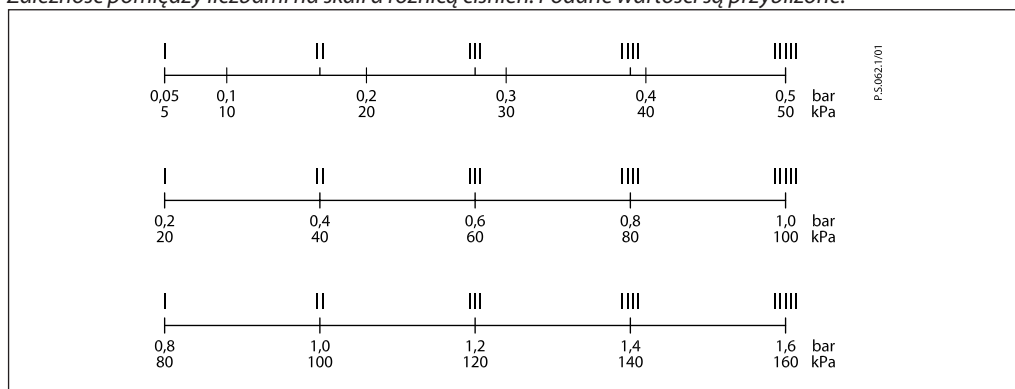 Zależność pomiędzy liczbami na skali a różnicą ciśnień. Podane wartości są przybliżone.
I II III IIII IIIII
0,05 0,1 0,2 0,3 0,4 0,5 bar
5 10 20 30 40 50 kPa
P.S.062.1/01
I II III IIII IIIII
0,2 0,4 0,6 0,8 1,0 bar
20 40 60 80 100 kPa
I II III IIII IIIII
0,8 1,0 1,2 1,4 1,6 bar
80 100 120 140 160 kPa